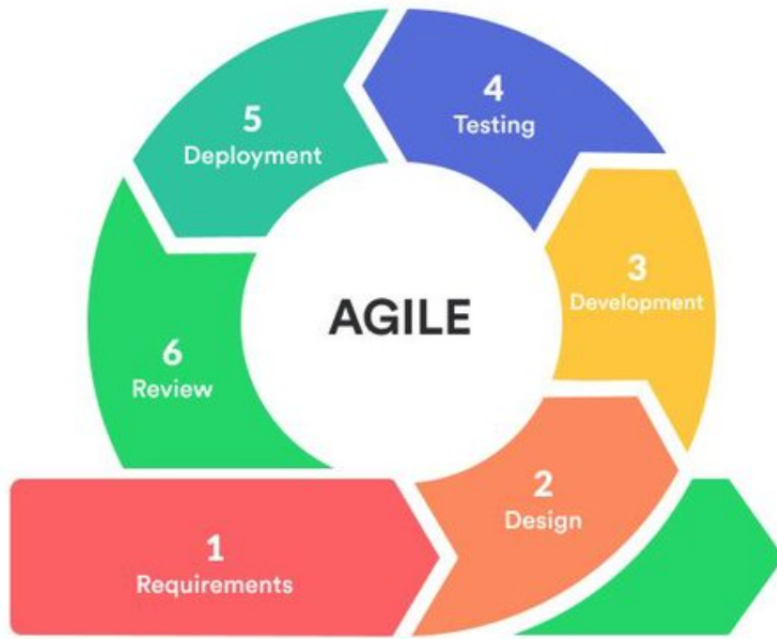 5
Deployment
4
Testing
3
Development
AGILE
6
Review
2
Design
1
Requirements